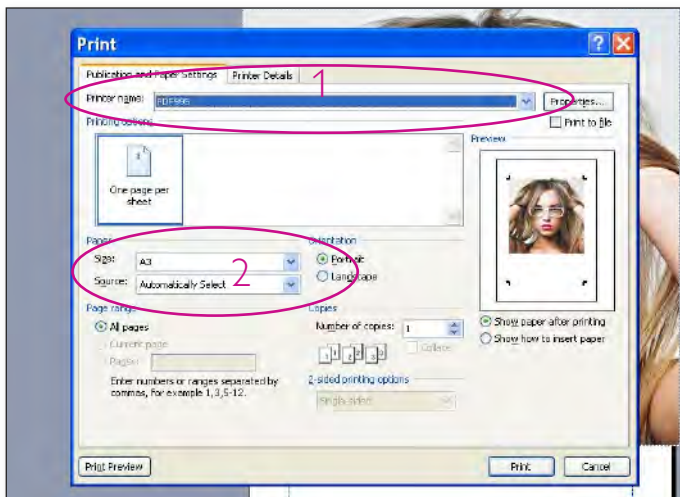 Print
Publication and Paper Settings Printer Details
1
Printer name: PDF995 Properties...
Printing options Print to file
Preview
One page per
sheet
Paper Orientation
Size: A3 Portrait
2
Source: Automatically Select Landscape
Page range Copies
All pages Number of copies: 1 Show paper after printing
Current page Collate Show how to insert paper
Pages:
Enter numbers or ranges separated by
commas, for example 1,3,5-12.
2-sided printing options
Single-sided
Print Preview Print Cancel